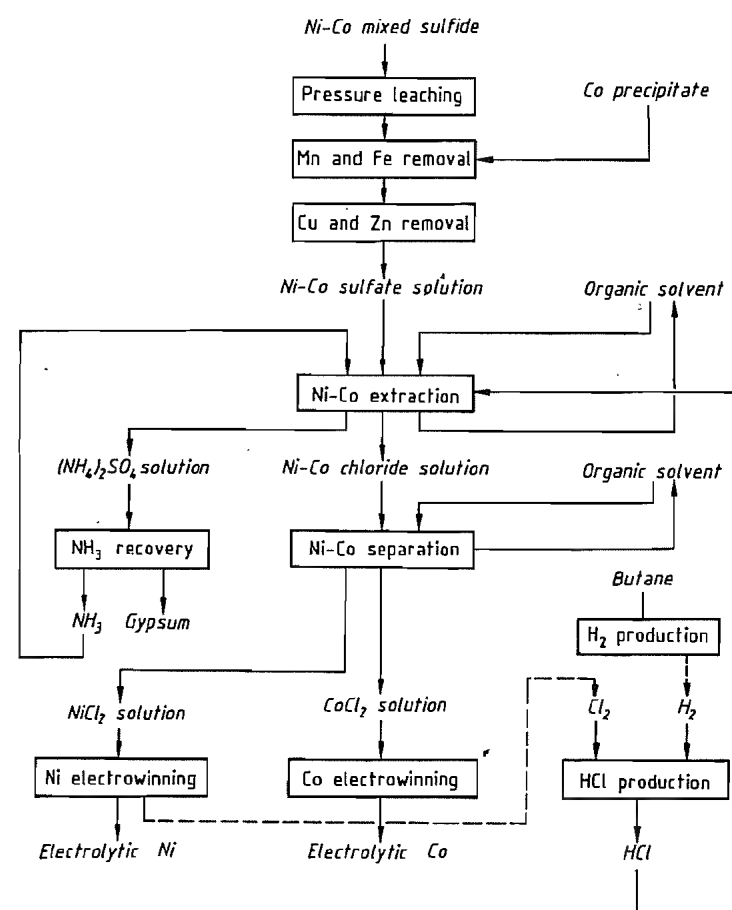 Ni-Co mixed sulfide
Pressure leaching
Co precipitate
Mn and Fe removal
Cu and Zn removal
Ni-Co sulfate solution
Organic solvent
Ni-Co extraction
(NH₄)₂SO₄ solution
Ni-Co chloride solution
Organic solvent
NH₃ recovery
Ni-Co separation
Butane
NH₃
Gypsum
H₂ production
NiCl₂ solution
CoCl₂ solution
Cl₂
H₂
Ni electrowinning
Co electrowinning
HCl production
Electrolytic Ni
Electrolytic Co
HCl